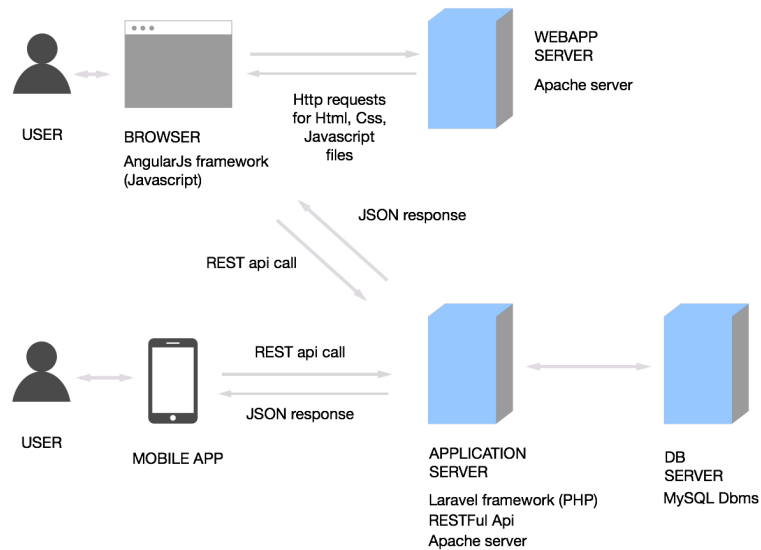 WEBAPP
SERVER
Apache server
USER
BROWSER
AngularJs framework
(Javascript)
Http requests
for Html, Css,
Javascript
files
JSON response
REST api call
REST api call
JSON response
USER
MOBILE APP
APPLICATION
SERVER
Laravel framework (PHP)
RESTFul Api
Apache server
DB
SERVER
MySQL Dbms